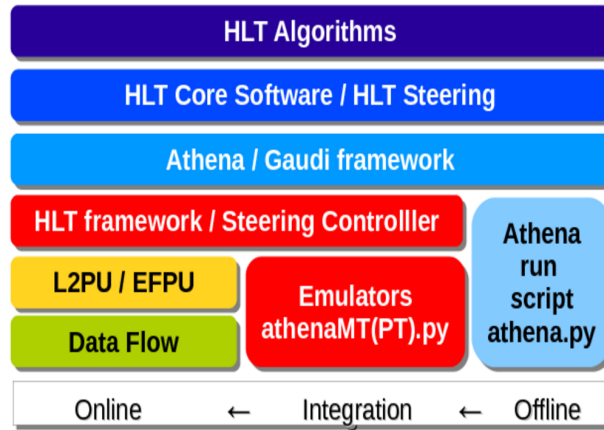 HLT Algorithms
HLT Core Software / HLT Steering
Athena / Gaudi framework
HLT framework / Steering Controlller
L2PU / EFPU
Data Flow
Emulators
athenaMT(PT).py
Athena
run
script
athena.py
Online ← Integration ← Offline